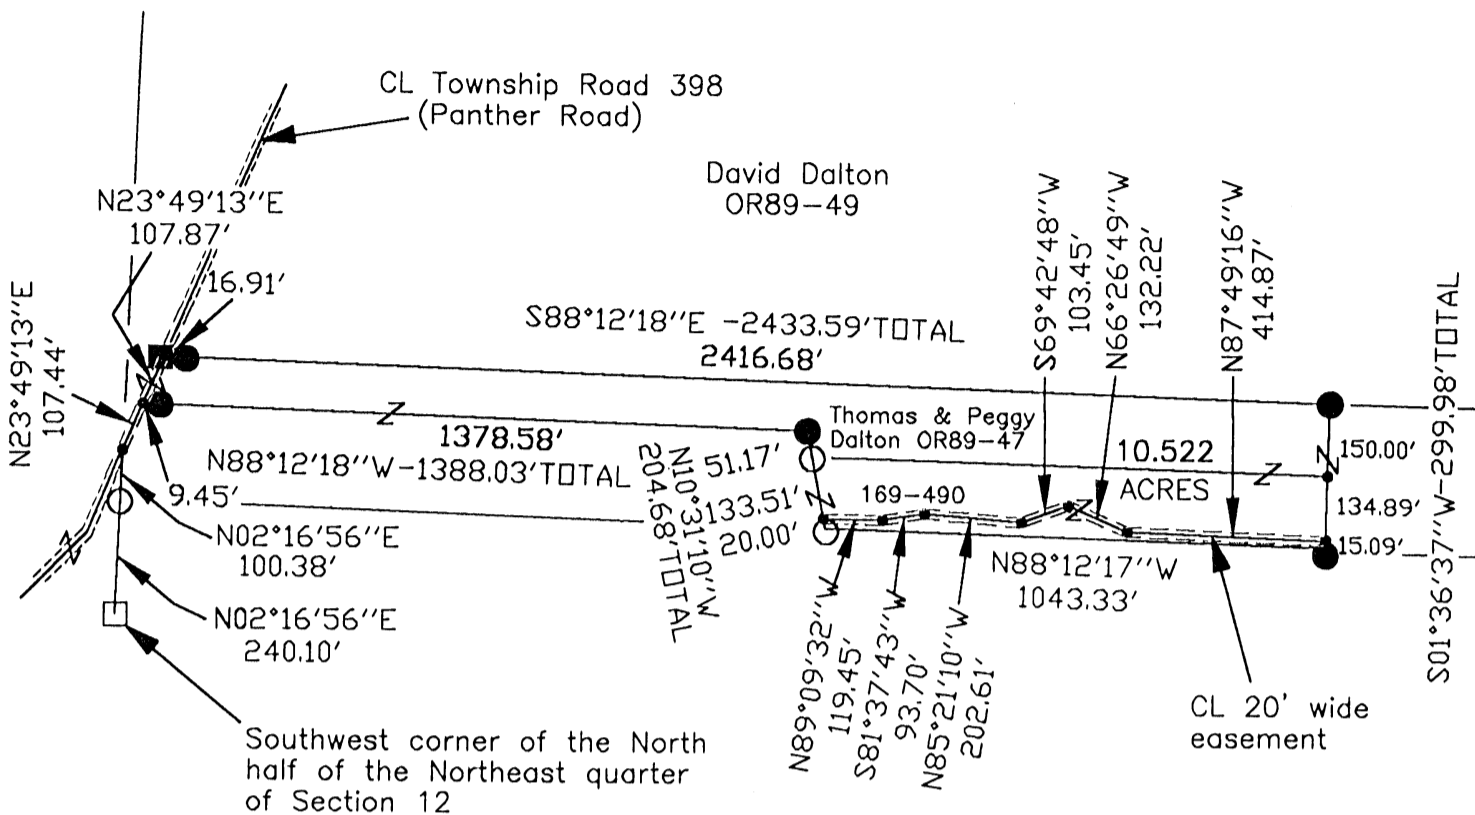 CL Township Road 398
(Panther Road)
David Dalton
OR89-49
N23°49'13''E
107.87'
16.91'
N23°49'13''E
107.44'
S88°12'18''E -2433.59'TOTAL
2416.68'
S69°42'48''W
103.45'
N66°26'49''W
132.22'
N87°49'16''W
414.87'
S01°36'37''W-299.98'TOTAL
1378.58'
N88°12'18''W-1388.03'TOTAL
9.45'
Thomas & Peggy
Dalton OR89-47
10.522
ACRES
150.00'
134.89'
15.09'
51.17'
133.51'
20.00'
N10°31'10''W
204.68'TOTAL
169-490
N02°16'56''E
100.38'
N02°16'56''E
240.10'
N88°12'17''W
1043.33'
N89°09'32''W
119.45'
S81°37'43''W
93.70'
N85°21'10''W
202.61'
CL 20' wide
easement
Southwest corner of the North
half of the Northeast quarter
of Section 12